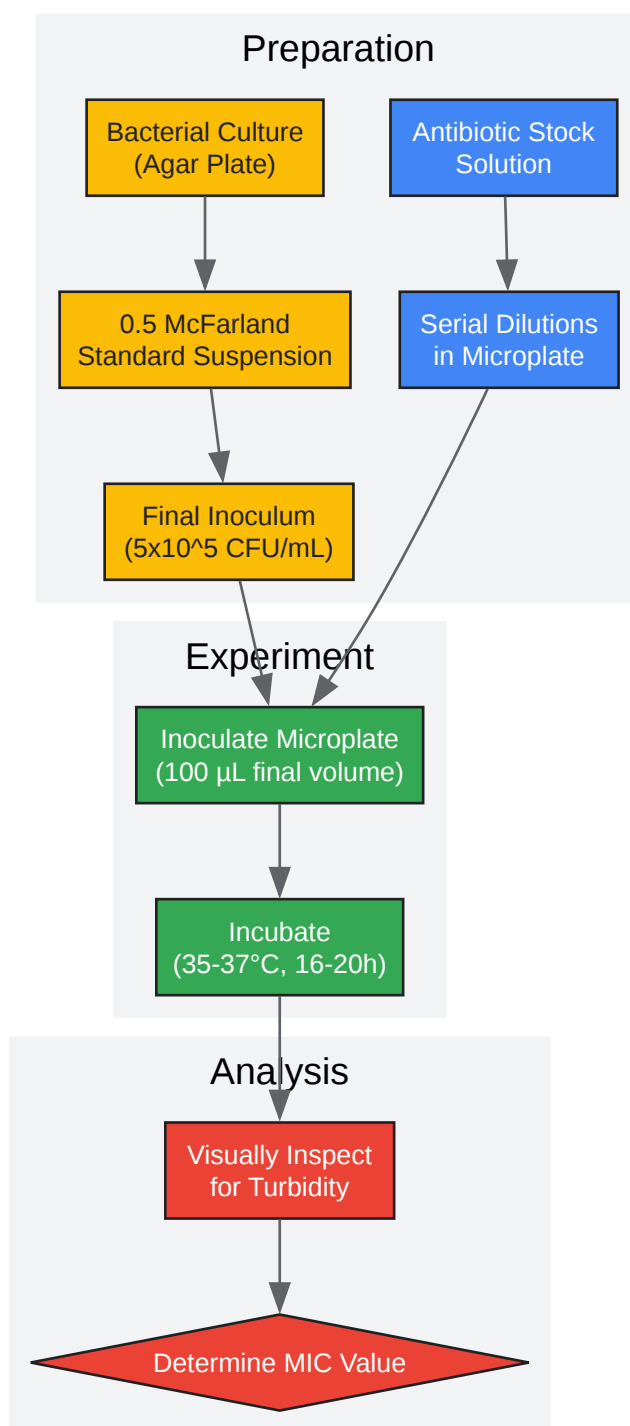 Preparation
Bacterial Culture
(Agar Plate)
Antibiotic Stock
Solution
0.5 McFarland
Standard Suspension
Serial Dilutions
in Microplate
Final Inoculum
(5x10^5 CFU/mL)
Experiment
Inoculate Microplate
(100 µL final volume)
Incubate
(35-37°C, 16-20h)
Analysis
Visually Inspect
for Turbidity
Determine MIC Value